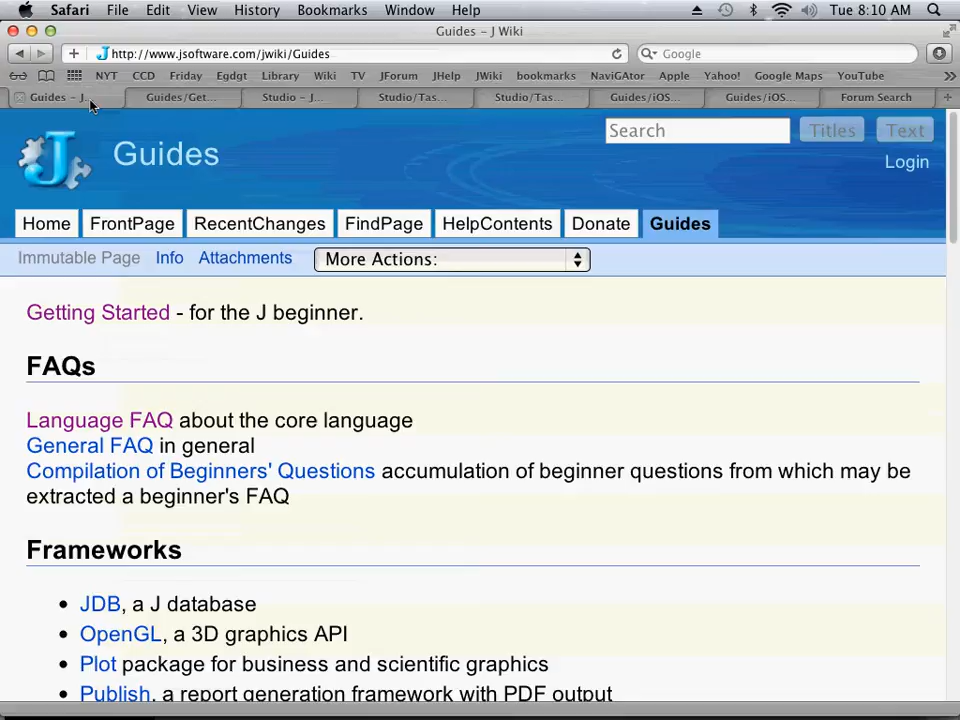 Safari File Edit View History Bookmarks Window Help Tue 8:10 AM
Guides – J Wiki
http://www.jsoftware.com/jwiki/Guides Google
NYT CCD Friday Egdgt Library Wiki TV JForum JHelp JWiki bookmarks NaviGAtor Apple Yahoo! Google Maps YouTube
Guides – J... Guides/Get... Studio – J... Studio/Tas... Studio/Tas... Guides/iOS... Guides/iOS... Forum Search
J Guides Search Titles Text
Login
Home FrontPage RecentChanges FindPage HelpContents Donate Guides
Immutable Page Info Attachments More Actions:
Getting Started - for the J beginner.
FAQs
Language FAQ about the core language
General FAQ in general
Compilation of Beginners' Questions accumulation of beginner questions from which may be
extracted a beginner's FAQ
Frameworks
• JDB, a J database
• OpenGL, a 3D graphics API
• Plot package for business and scientific graphics
• Publish, a report generation framework with PDF output